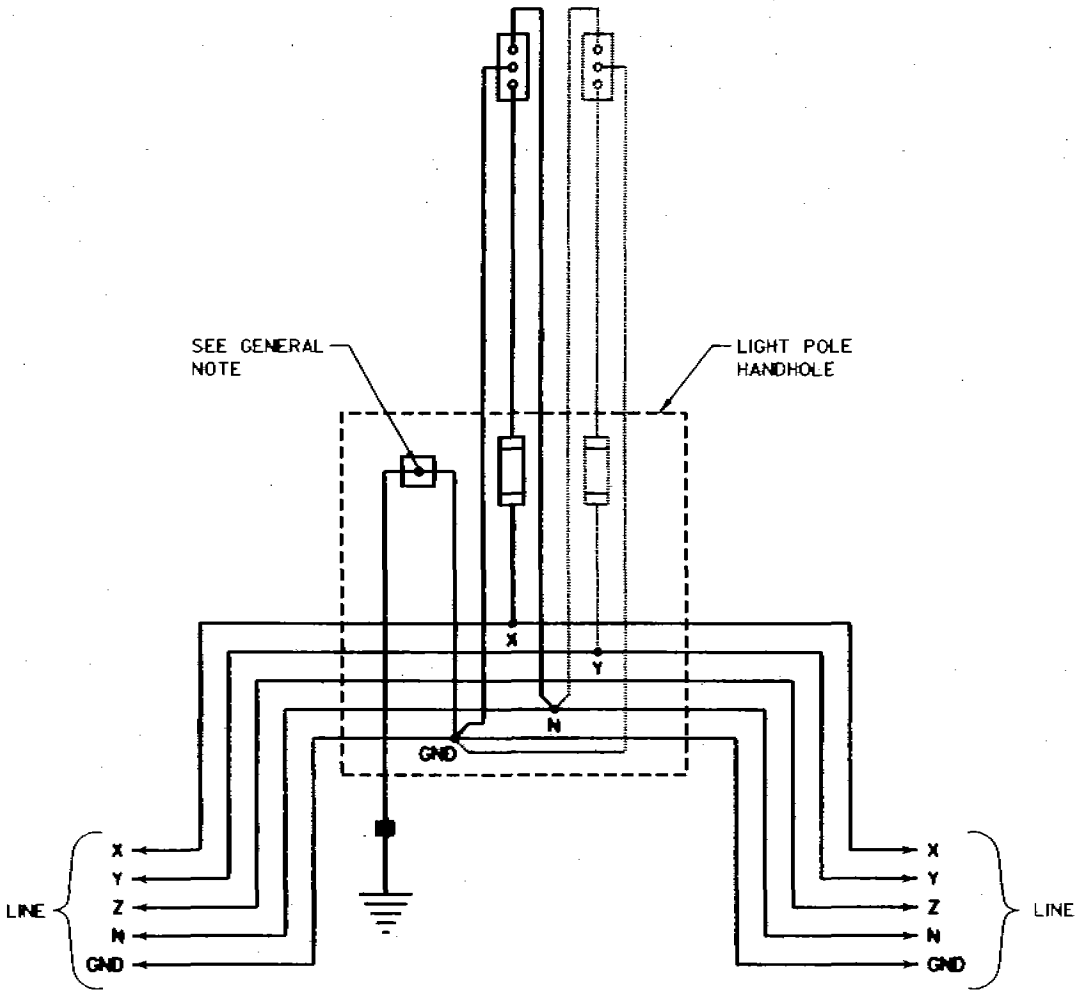 SEE GENERAL
NOTE
LIGHT POLE
HANDHOLE
X
Y
N
GND
X
Y
Z
N
GND
LINE
X
Y
Z
N
GND
LINE